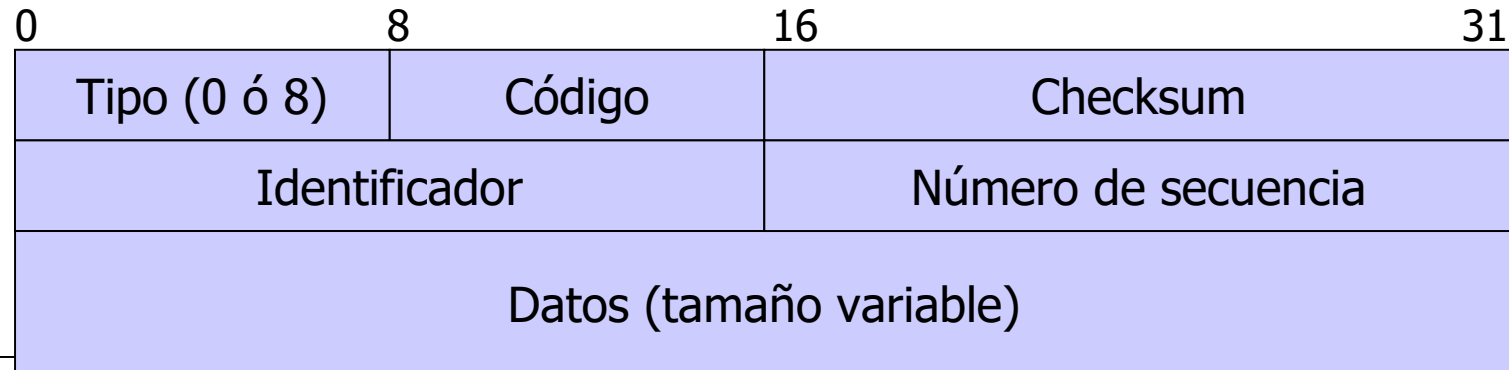 0 8 16 31
Tipo (0 ó 8) Código Checksum
Identificador Número de secuencia
Datos (tamaño variable)